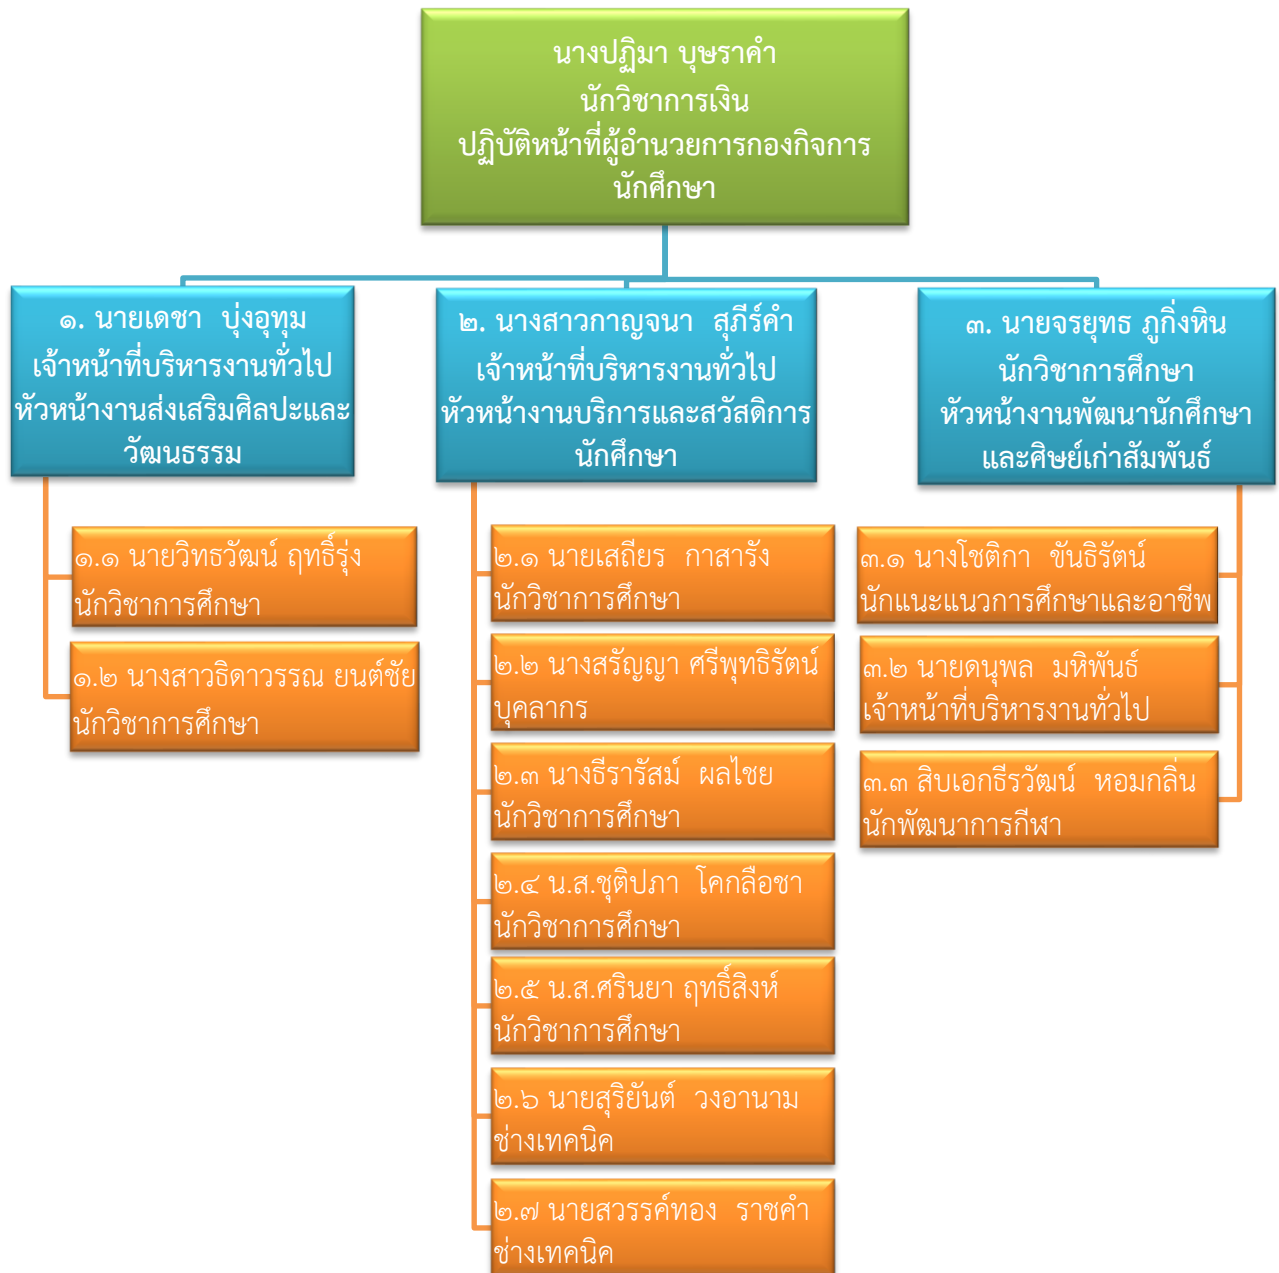 นางปฏิมา บุษราคำ
นักวิชาการเงิน
ปฏิบัติหน้าที่ผู้อำนวยการกองกิจการ
นักศึกษา
๑. นายเดชา บุ่งอุทุม
เจ้าหน้าที่บริหารงานทั่วไป
หัวหน้างานส่งเสริมศิลปะและ
วัฒนธรรม
๑.๑ นายวิทธวัฒน์ ฤทธิ์รุ่ง
นักวิชาการศึกษา
๑.๒ นางสาวธิดาวรรณ ยนต์ชัย
นักวิชาการศึกษา
๒. นางสาวกาญจนา สุภีร์คำ
เจ้าหน้าที่บริหารงานทั่วไป
หัวหน้างานบริการและสวัสดิการ
นักศึกษา
๒.๑ นายเสถียร กาสารัง
นักวิชาการศึกษา
๒.๒ นางสรัญญา ศรีพุทธิรัตน์
บุคลากร
๒.๓ นางธีรารัสม์ ผลไชย
นักวิชาการศึกษา
๒.๔ น.ส.ชุติปภา โคกลือชา
นักวิชาการศึกษา
๒.๕ น.ส.ศรินยา ฤทธิ์สิงห์
นักวิชาการศึกษา
๒.๖ นายสุริยันต์ วงอานาม
ช่างเทคนิค
๒.๗ นายสวรรค์ทอง ราชคำ
ช่างเทคนิค
๓. นายจรยุทธ ภูกิ่งหิน
นักวิชาการศึกษา
หัวหน้างานพัฒนานักศึกษา
และศิษย์เก่าสัมพันธ์
๓.๑ นางโชติกา ขันธิรัตน์
นักแนะแนวการศึกษาและอาชีพ
๓.๒ นายดนุพล มหิพันธ์
เจ้าหน้าที่บริหารงานทั่วไป
๓.๓ สิบเอกธีรวัฒน์ หอมกลิ่น
นักพัฒนาการกีฬา